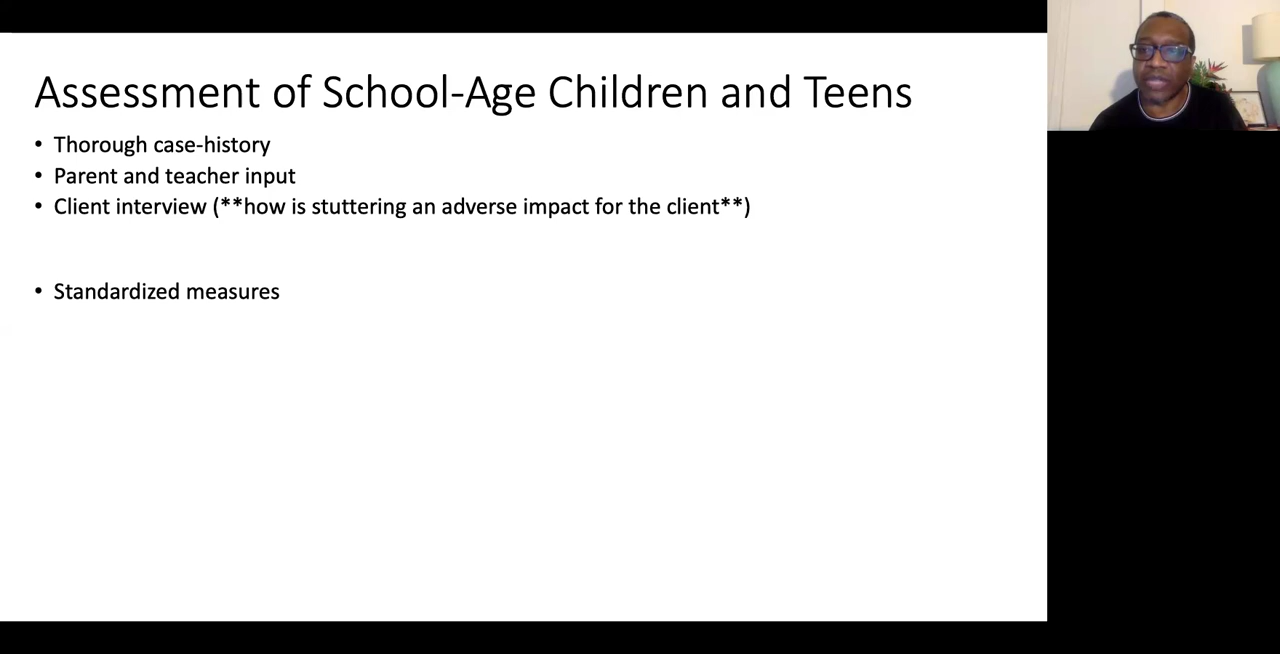 Assessment of School-Age Children and Teens
• Thorough case-history
• Parent and teacher input
• Client interview (**how is stuttering an adverse impact for the client**)
• Standardized measures